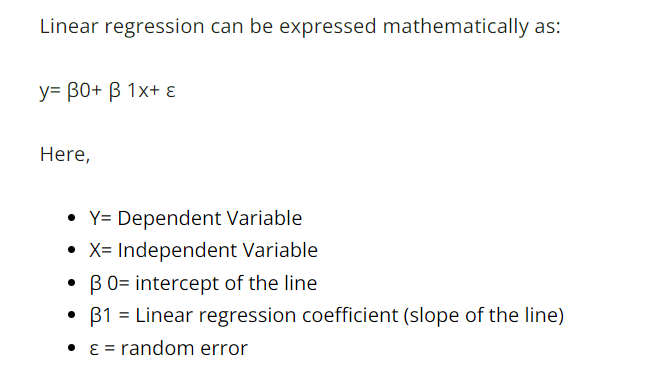 Linear regression can be expressed mathematically as:
y= β0+ β 1x+ ε
Here,
• Y= Dependent Variable
• X= Independent Variable
• β 0= intercept of the line
• β1 = Linear regression coefficient (slope of the line)
• ε = random error